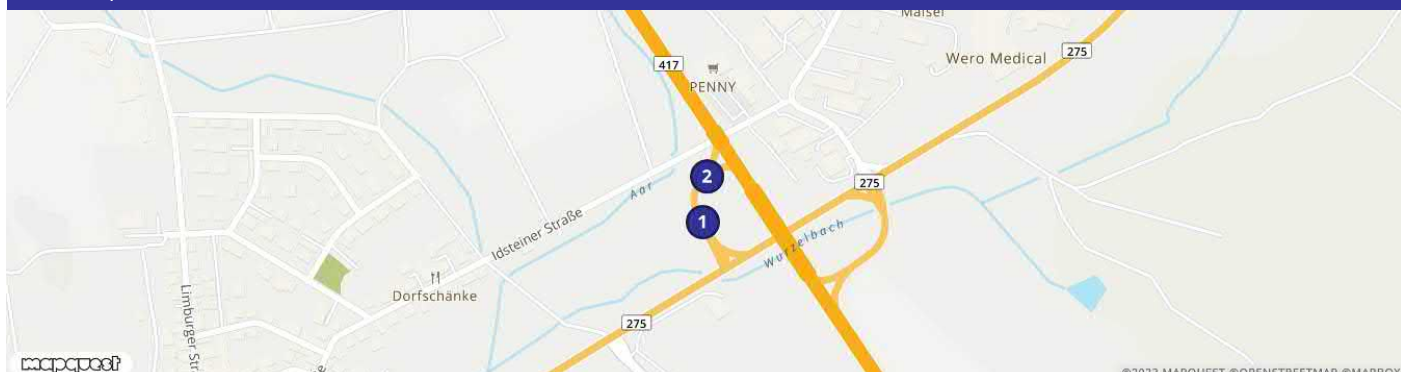 Maisel
417
275
Wero Medical
PENNY
275
2
Aar
1
Idsteiner Straße
Wurzelbach
Dorfschänke
Limburger Str
275
mapquest
©2022 MAPQUEST ©OPENSTREETMAP ©MAPBOX